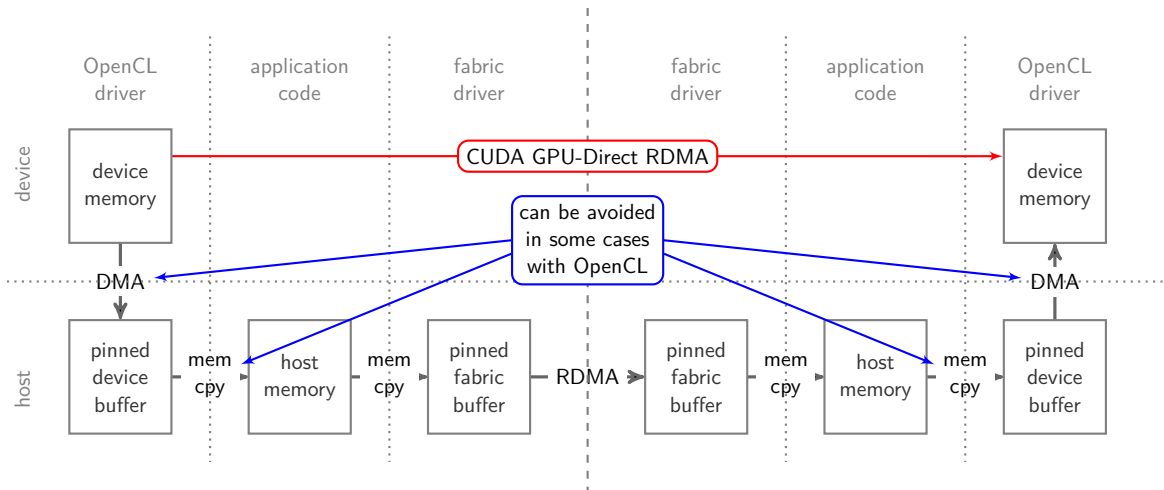 OpenCL
driver
application
code
fabric
driver
fabric
driver
application
code
OpenCL
driver
device
device
memory
CUDA GPU-Direct RDMA
device
memory
can be avoided
in some cases
with OpenCL
DMA
DMA
host
pinned
device
buffer
mem
cpy
host
memory
mem
cpy
pinned
fabric
buffer
RDMA
pinned
fabric
buffer
mem
cpy
host
memory
mem
cpy
pinned
device
buffer